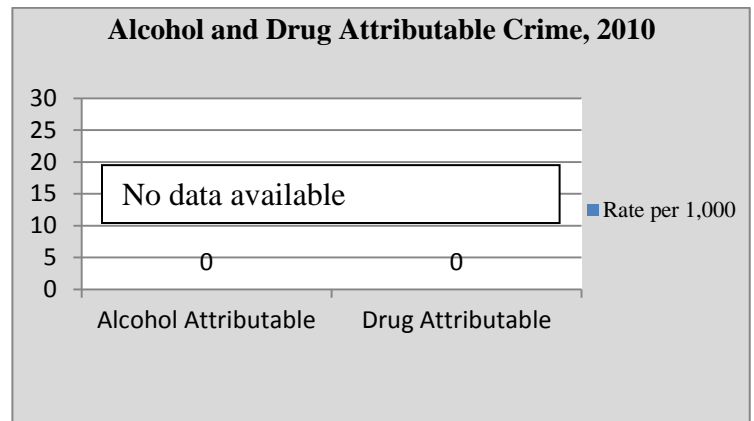 Alcohol and Drug Attributable Crime, 2010
30
25
20
15
10
5
0
No data available
0 0
Alcohol Attributable Drug Attributable
Rate per 1,000